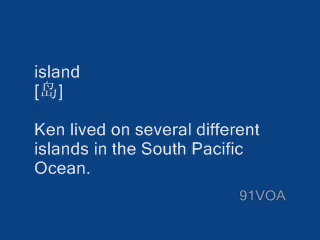 island
[岛]
Ken lived on several different
islands in the South Pacific
Ocean.
91VOA